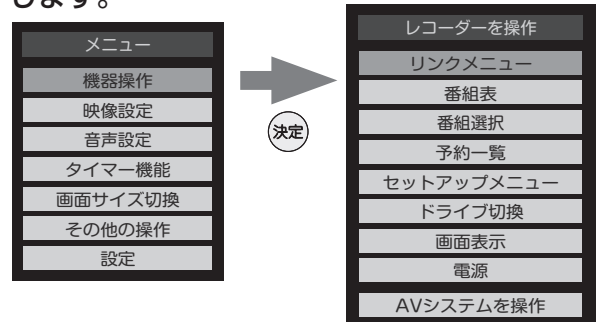 します。
メニュー
機器操作
映像設定
音声設定
タイマー機能
画面サイズ切換
その他の操作
設定
決定
レコーダーを操作
リンクメニュー
番組表
番組選択
予約一覧
セットアップメニュー
ドライブ切換
画面表示
電源
AVシステムを操作